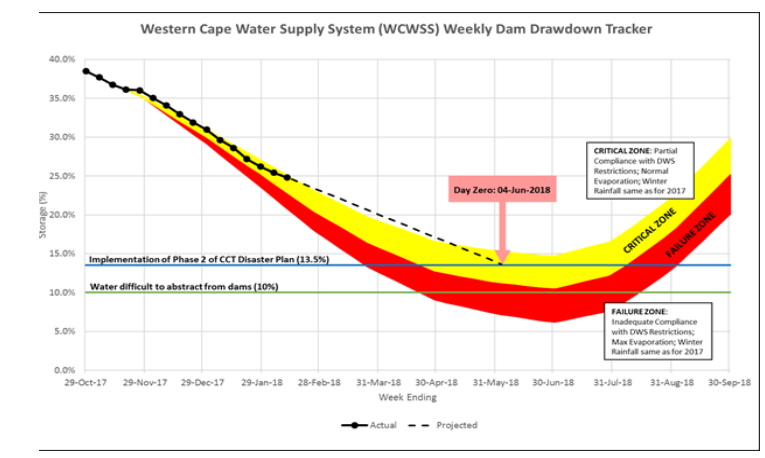 Western Cape Water Supply System (WCWSS) Weekly Dam Drawdown Tracker
40.0%
35.0%
30.0%
25.0%
20.0%
15.0%
10.0%
5.0%
0.0%
Storage (%)
CRITICAL ZONE: Partial
Compliance with DWS
Restrictions; Normal
Evaporation; Winter
Rainfall same as for 2017
Day Zero: 04-Jun-2018
CRITICAL ZONE
FAILURE ZONE
Implementation of Phase 2 of CCT Disaster Plan (13.5%)
Water difficult to abstract from dams (10%)
FAILURE ZONE:
Inadequate Compliance
with DWS Restrictions;
Max Evaporation; Winter
Rainfall same as for 2017
29-Oct-17 29-Nov-17 29-Dec-17 29-Jan-18 28-Feb-18 31-Mar-18 30-Apr-18 31-May-18 30-Jun-18 31-Jul-18 31-Aug-18 30-Sep-18
Week Ending
Actual Projected